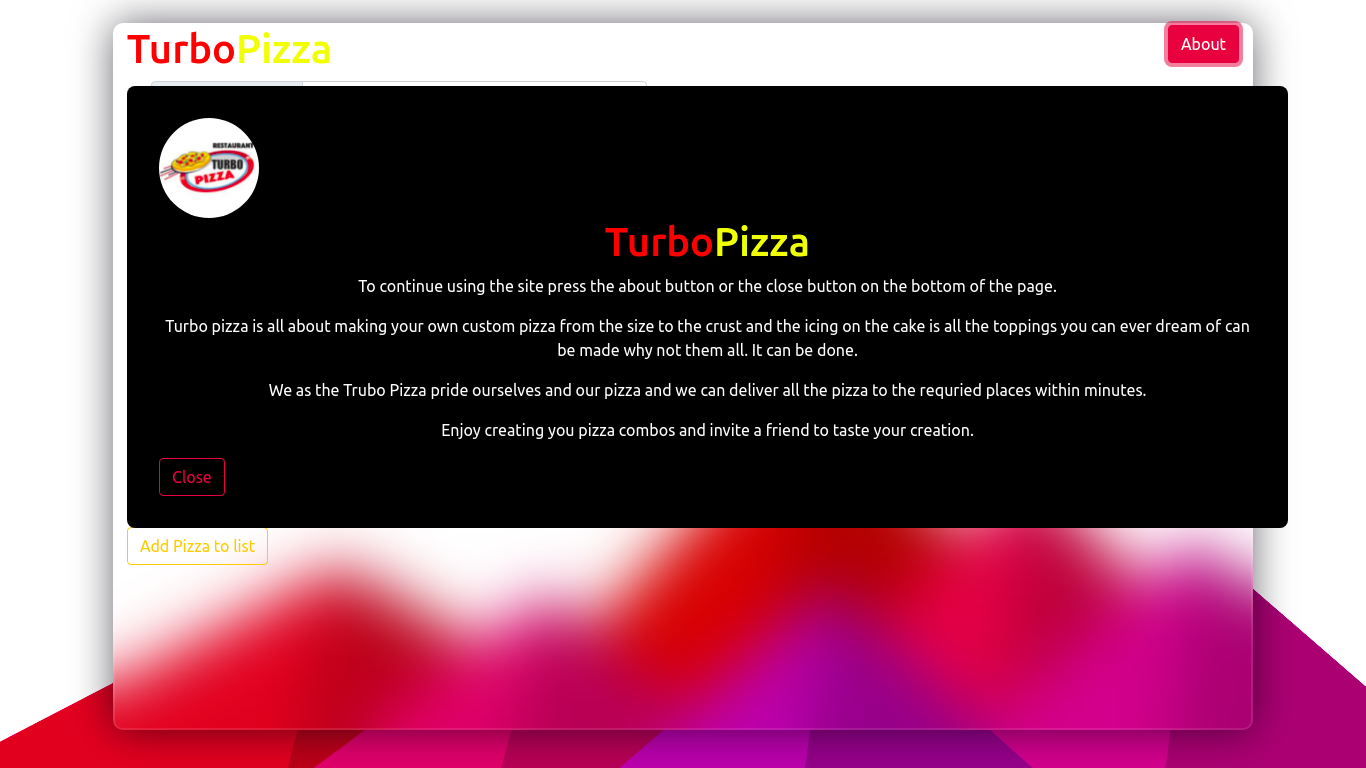 TurboPizza
About
RESTAURANT
TURBO
PIZZA
TurboPizza
To continue using the site press the about button or the close button on the bottom of the page.
Turbo pizza is all about making your own custom pizza from the size to the crust and the icing on the cake is all the toppings you can ever dream of can
be made why not them all. It can be done.
We as the Trubo Pizza pride ourselves and our pizza and we can deliver all the pizza to the requried places within minutes.
Enjoy creating you pizza combos and invite a friend to taste your creation.
Close
Add Pizza to list